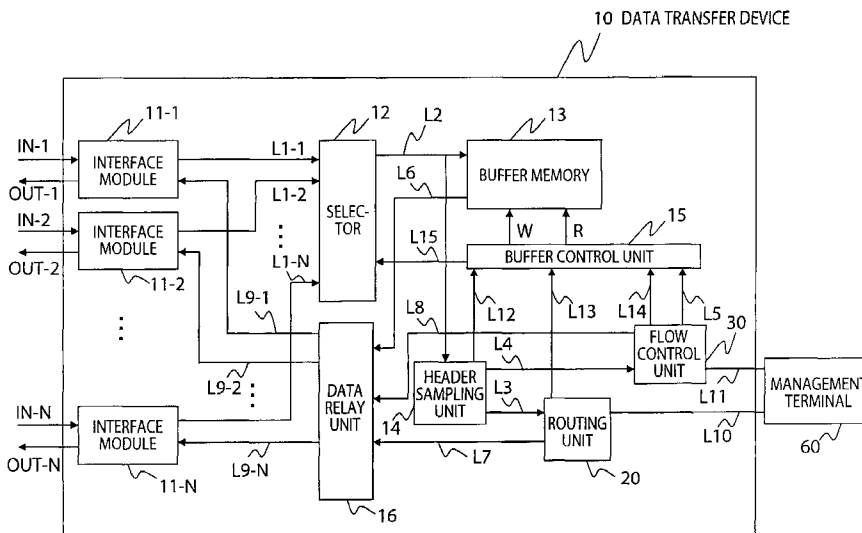 10 DATA TRANSFER DEVICE
11-1
12
L2
13
IN-1
INTERFACE
MODULE
L1-1
OUT-1
L6
BUFFER MEMORY
L1-2
IN-2
INTERFACE
MODULE
SELEC-
TOR
W
R
15
OUT-2
L15
BUFFER CONTROL UNIT
11-2
L1-N
L9-1
L8
L12
L13
L14
L5
L4
FLOW
CONTROL
UNIT
30
L9-2
DATA
RELAY
UNIT
HEADER
SAMPLING
UNIT
L11
MANAGEMENT
TERMINAL
IN-N
INTERFACE
MODULE
14
L3
ROUTING
UNIT
L10
OUT-N
L9-N
L7
60
11-N
16
20